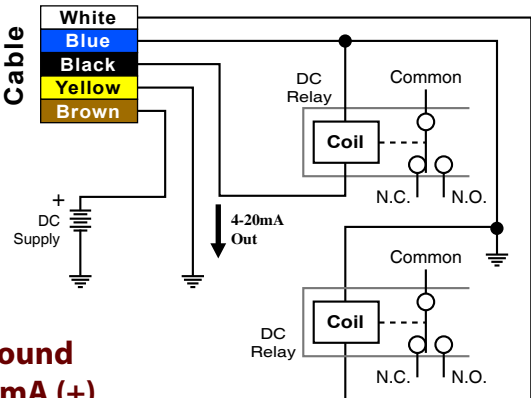 Cable
White
Blue
Black
Yellow
Brown
DC
Relay
Common
Coil
N.C.
N.O.
+
DC
Supply
4-20mA
Out
Common
Coil
DC
Relay
N.C.
N.O.
ound
mA (+)